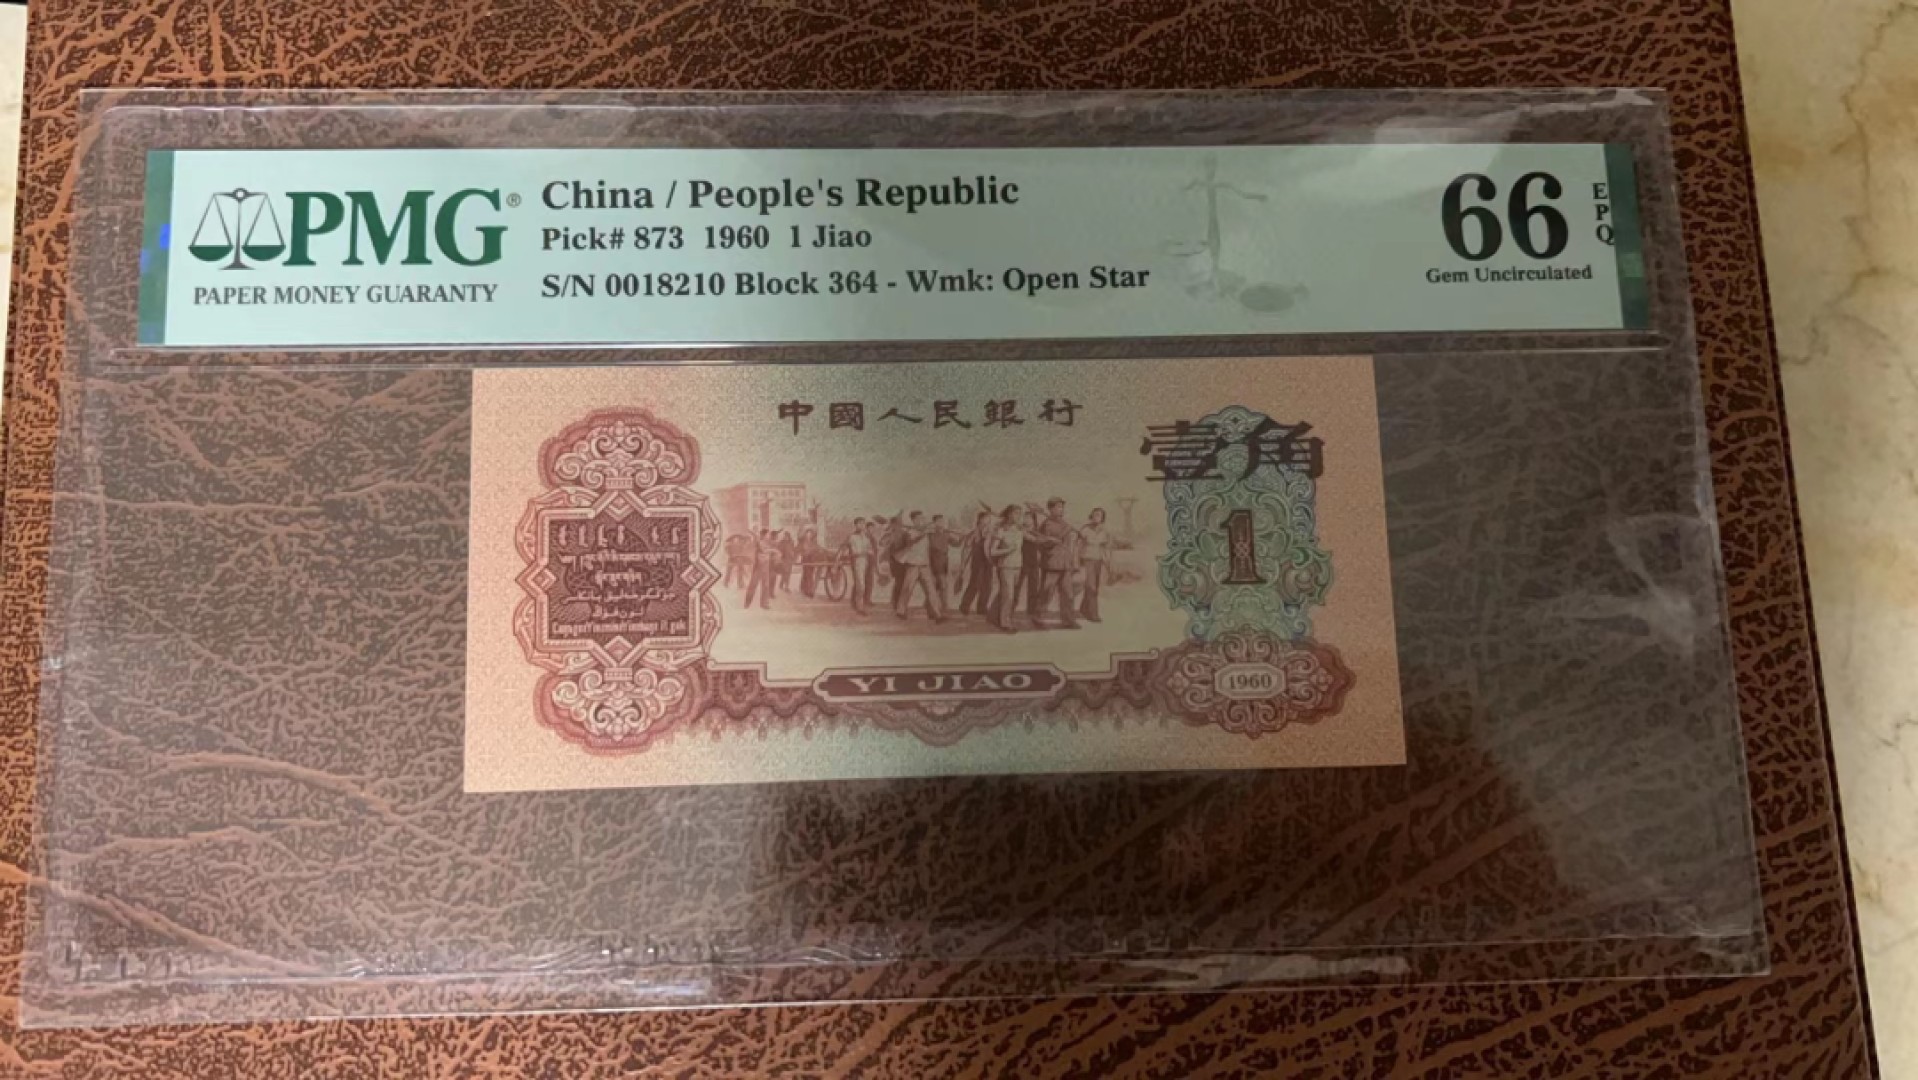 PMG®
PAPER MONEY GUARANTY
China / People's Republic
Pick# 873 1960 1 Jiao
S/N 0018210 Block 364 - Wmk: Open Star
66
EPQ
Gem Uncirculated
中國人民銀行
壹角
1
YI JIAO
1960